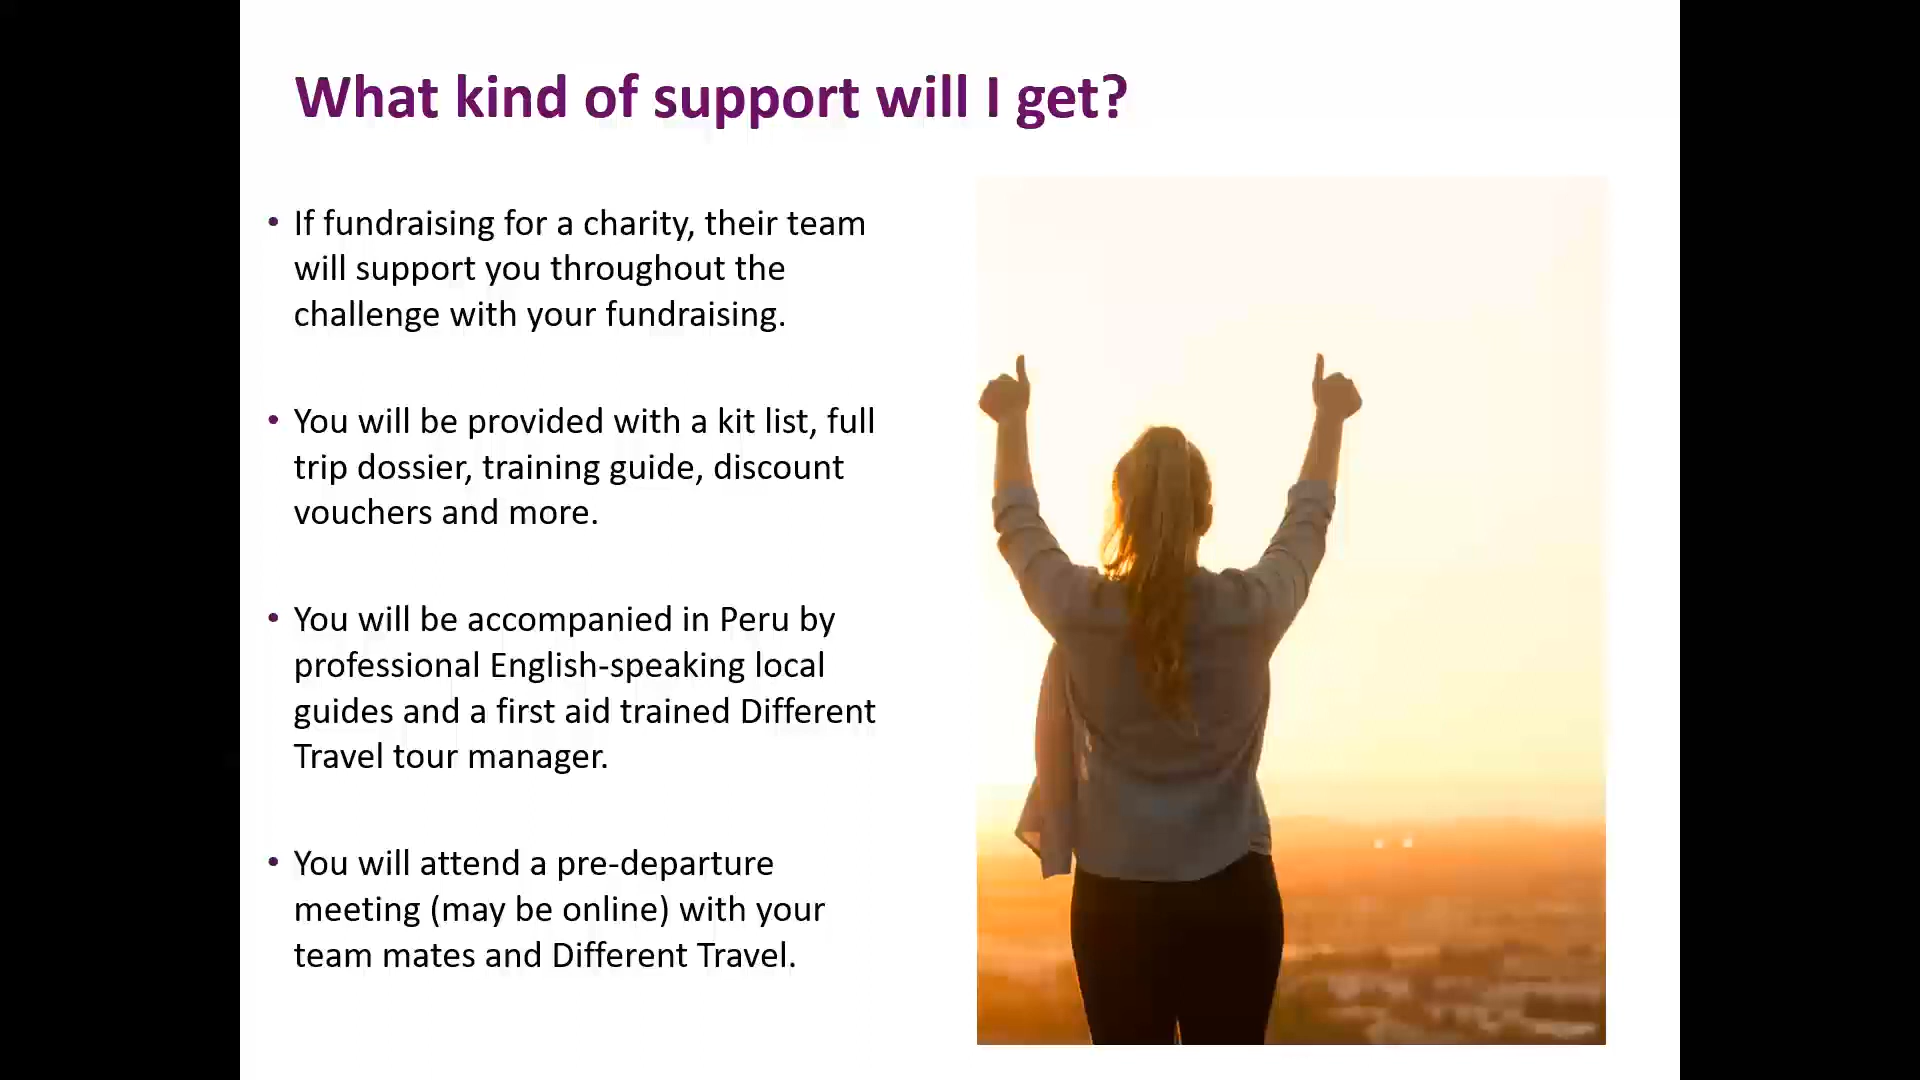 What kind of support will I get?
• If fundraising for a charity, their team
will support you throughout the
challenge with your fundraising.
• You will be provided with a kit list, full
trip dossier, training guide, discount
vouchers and more.
• You will be accompanied in Peru by
professional English-speaking local
guides and a first aid trained Different
Travel tour manager.
• You will attend a pre-departure
meeting (may be online) with your
team mates and Different Travel.